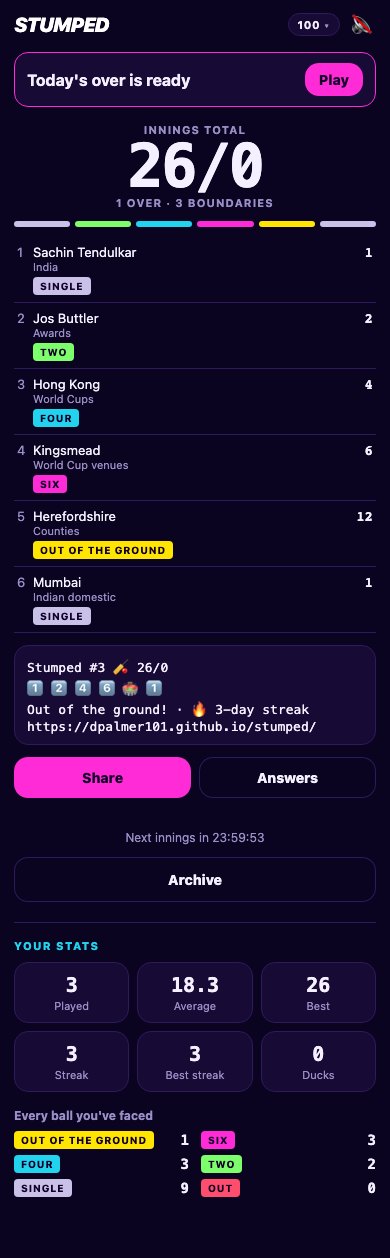 STUMPED
100 ▾
Today's over is ready
Play
INNINGS TOTAL
26/0
1 OVER · 3 BOUNDARIES
1 Sachin Tendulkar 1
India
SINGLE
2 Jos Buttler 2
Awards
TWO
3 Hong Kong 4
World Cups
FOUR
4 Kingsmead 6
World Cup venues
SIX
5 Herefordshire 12
Counties
OUT OF THE GROUND
6 Mumbai 1
Indian domestic
SINGLE
Stumped #3 🏏 26/0
1️⃣ 2️⃣ 4️⃣ 6️⃣ 🏟️ 1️⃣
Out of the ground! · 🔥 3-day streak
https://dpalmer101.github.io/stumped/
Share Answers
Next innings in 23:59:53
Archive
YOUR STATS
3 18.3 26
Played Average Best
3 3 0
Streak Best streak Ducks
Every ball you've faced
OUT OF THE GROUND 1 SIX 3
FOUR 3 TWO 2
SINGLE 9 OUT 0